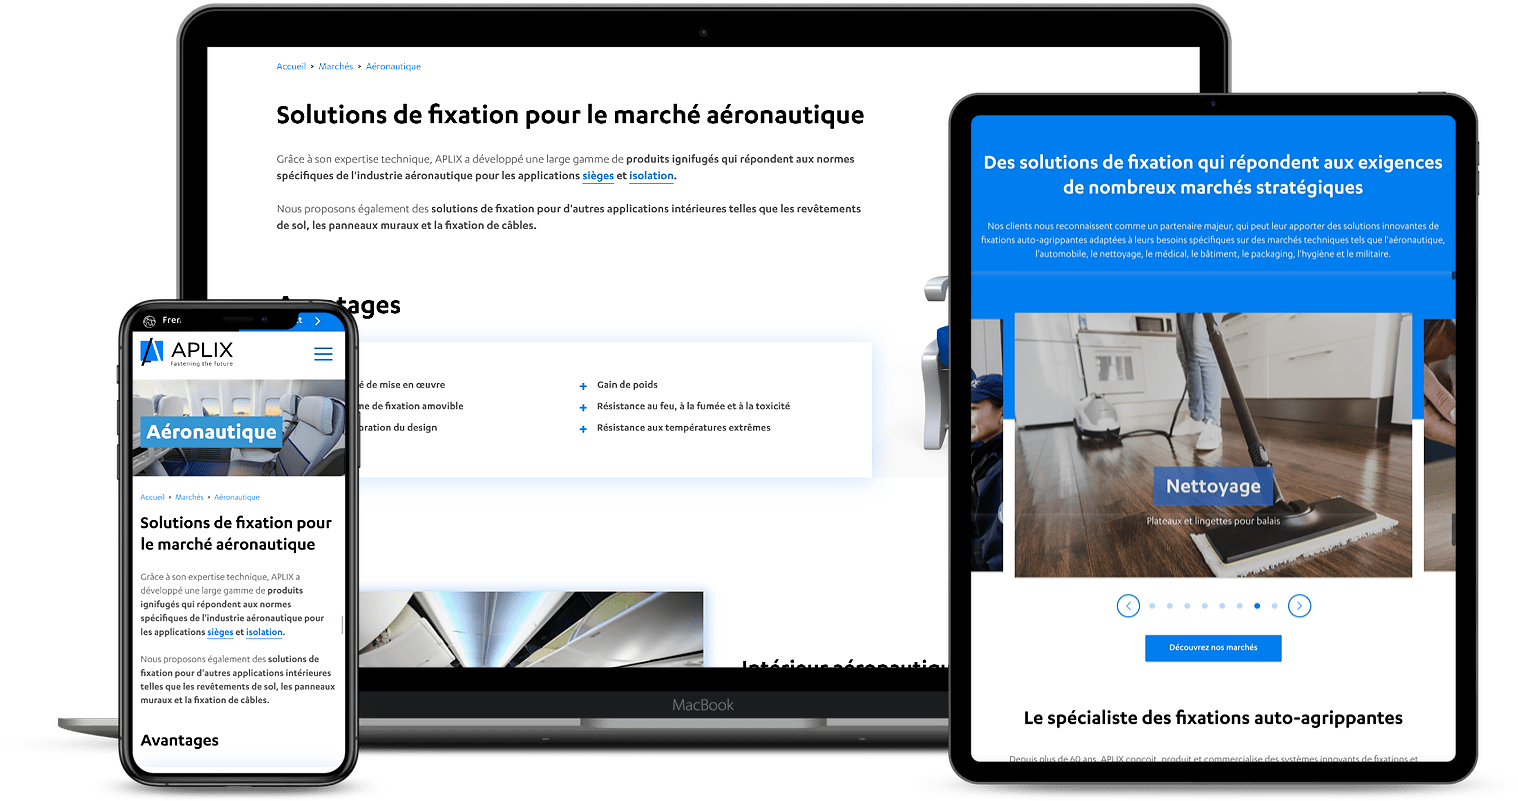 Accueil > Marchés > Aéronautique
Solutions de fixation pour le marché aéronautique
Grâce à son expertise technique, APLIX a développé une large gamme de produits ignifugés qui répondent aux normes
spécifiques de l'industrie aéronautique pour les applications sièges et isolation.
Nous proposons également des solutions de fixation pour d'autres applications intérieures telles que les revêtements
de sol, les panneaux muraux et la fixation de câbles.
de mise en œuvre
de fixation amovible
du design
+ Gain de poids
+ Résistance au feu, à la fumée et à la toxicité
+ Résistance aux températures extrêmes
Intérieur
MacBook
APLIX
Fastening the future
Aéronautique
Accueil > Marchés > Aéronautique
Solutions de fixation pour
le marché aéronautique
Grâce à son expertise technique, APLIX a
développé une large gamme de produits
ignifugés qui répondent aux normes
spécifiques de l'industrie aéronautique pour
les applications sièges et isolation.
Nous proposons également des solutions de
fixation pour d'autres applications intérieures
telles que les revêtements de sol, les panneaux
muraux et la fixation de câbles.
Avantages
Des solutions de fixation qui répondent aux exigences
de nombreux marchés stratégiques
Nos clients nous reconnaissent comme un partenaire majeur, qui peut leur apporter des solutions innovantes de
fixations auto-agrippantes adaptées à leurs besoins spécifiques sur des marchés techniques tels que l'aéronautique,
l'automobile, le nettoyage, le médical, le bâtiment, le packaging, l'hygiène et le militaire.
Nettoyage
Plateaux et lingettes pour balais
Découvrez nos marchés
Le spécialiste des fixations auto-agrippantes
Depuis plus de 60 ans, APLIX conçoit, produit et commercialise des systèmes innovants de fixations et